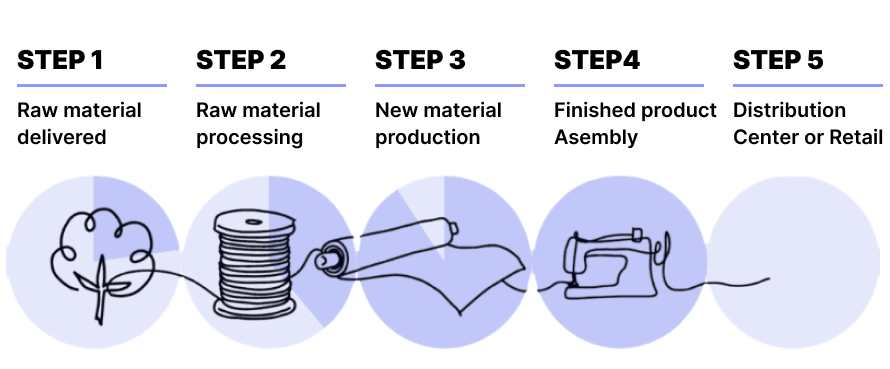 STEP 1
Raw material
delivered
STEP 2
Raw material
processing
STEP 3
New material
production
STEP4
Finished product
Asembly
STEP 5
Distribution
Center or Retail